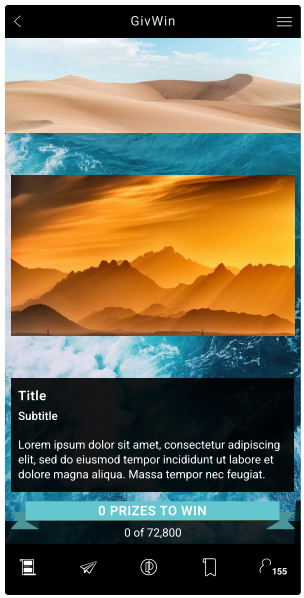 GivWin
Title
Subtitle
Lorem ipsum dolor sit amet, consectetur adipiscing
elit, sed do eiusmod tempor incididunt ut labore et
dolore magna aliqua. Massa tempor nec feugiat.
0 PRIZES TO WIN
0 of 72,800
155